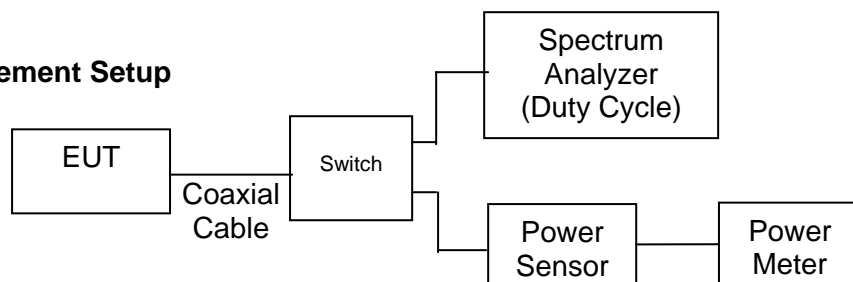 ement Setup
EUT
Coaxial
Cable
Switch
Spectrum
Analyzer
(Duty Cycle)
Power
Sensor
Power
Meter